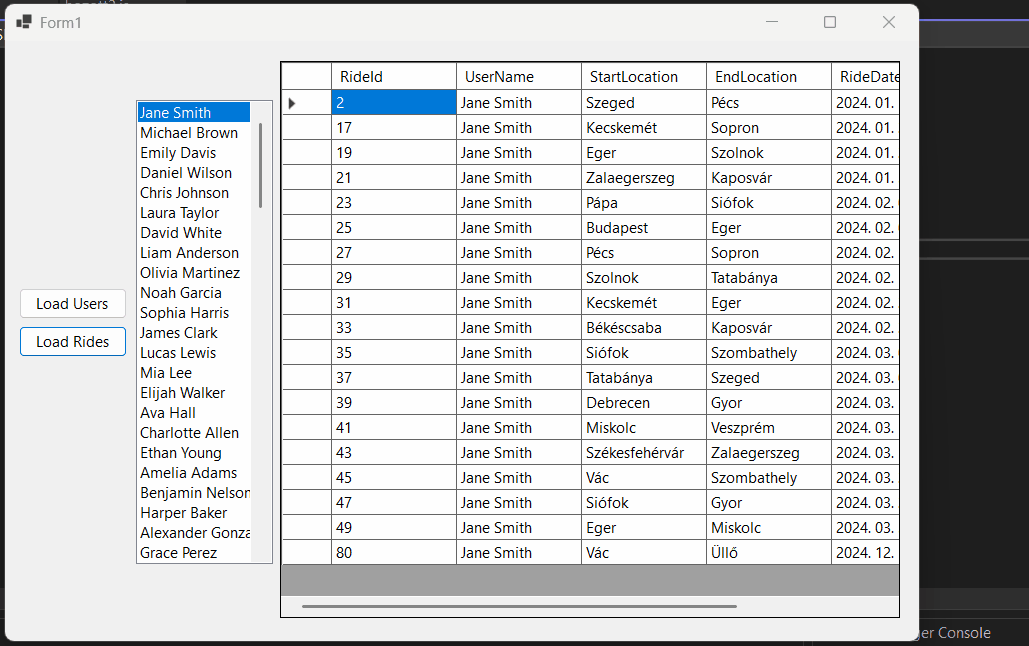 Form1
Load Users
Load Rides
Jane Smith
Michael Brown
Emily Davis
Daniel Wilson
Chris Johnson
Laura Taylor
David White
Liam Anderson
Olivia Martinez
Noah Garcia
Sophia Harris
James Clark
Lucas Lewis
Mia Lee
Elijah Walker
Ava Hall
Charlotte Allen
Ethan Young
Amelia Adams
Benjamin Nelson
Harper Baker
Alexander Gonza
Grace Perez
RideId UserName StartLocation EndLocation RideDate
2 Jane Smith Szeged Pécs 2024. 01.
17 Jane Smith Kecskemét Sopron 2024. 01.
19 Jane Smith Eger Szolnok 2024. 01.
21 Jane Smith Zalaegerszeg Kaposvár 2024. 01.
23 Jane Smith Pápa Siófok 2024. 02.
25 Jane Smith Budapest Eger 2024. 02.
27 Jane Smith Pécs Sopron 2024. 02.
29 Jane Smith Szolnok Tatabánya 2024. 02.
31 Jane Smith Kecskemét Eger 2024. 02.
33 Jane Smith Békéscsaba Kaposvár 2024. 02.
35 Jane Smith Siófok Szombathely 2024. 03.
37 Jane Smith Tatabánya Szeged 2024. 03.
39 Jane Smith Debrecen Gyor 2024. 03.
41 Jane Smith Miskolc Veszprém 2024. 03.
43 Jane Smith Székesfehérvár Zalaegerszeg 2024. 03.
45 Jane Smith Vác Szombathely 2024. 03.
47 Jane Smith Siófok Gyor 2024. 03.
49 Jane Smith Eger Miskolc 2024. 03.
80 Jane Smith Vác Üllő 2024. 12.
ger Console